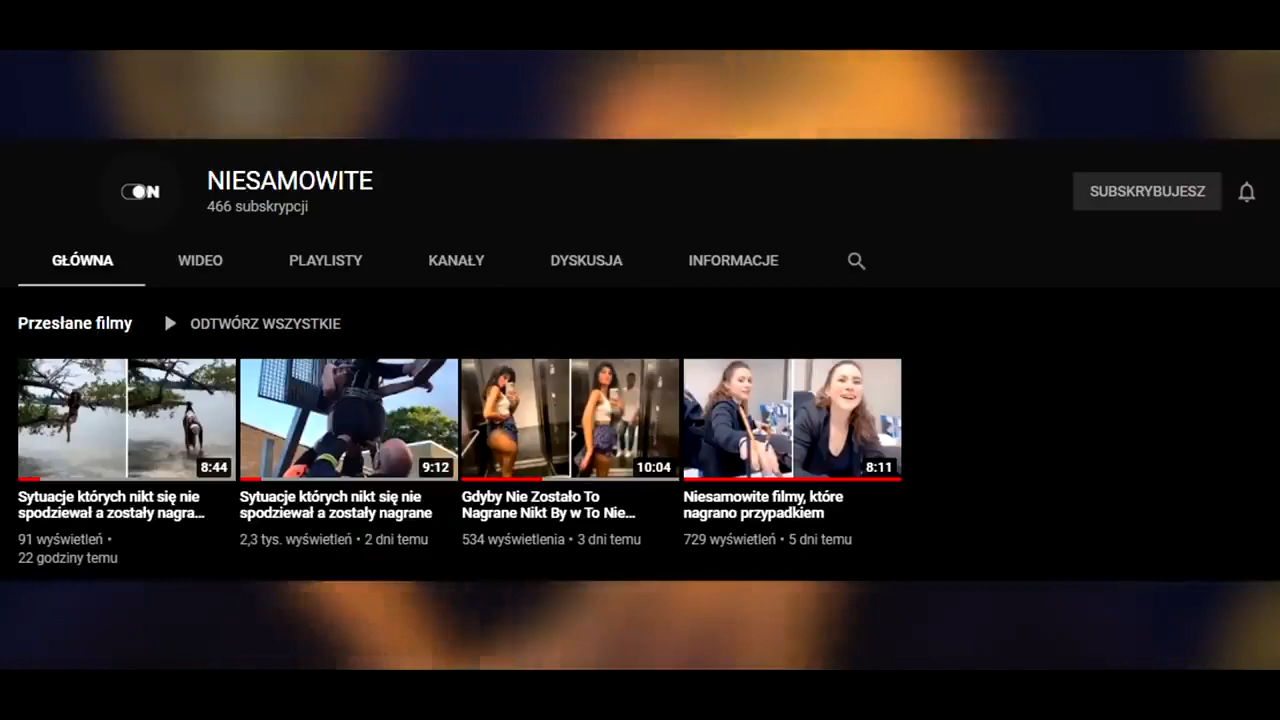 ON
NIESAMOWITE
466 subskrypcji
SUBSKRYBUJESZ
GŁÓWNA
WIDEO
PLAYLISTY
KANAŁY
DYSKUSJA
INFORMACJE
Przesłane filmy
ODTWÓRZ WSZYSTKIE
8:44
Sytuacje których nikt się nie
spodziewał a zostały nagra...
91 wyświetleń •
22 godziny temu
9:12
Sytuacje których nikt się nie
spodziewał a zostały nagrane
2,3 tys. wyświetleń • 2 dni temu
10:04
Gdyby Nie Zostało To
Nagrane Nikt By w To Nie...
534 wyświetlenia • 3 dni temu
8:11
Niesamowite filmy, które
nagrano przypadkiem
729 wyświetleń • 5 dni temu